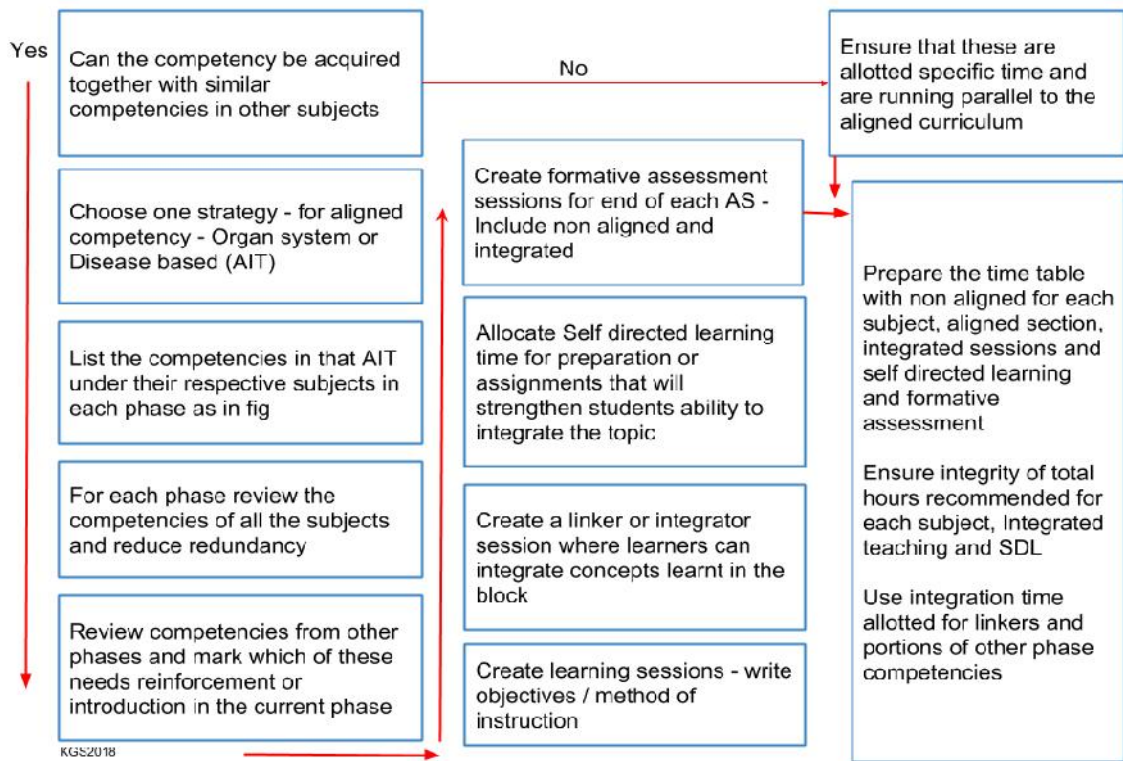 Yes
Can the competency be acquired
together with similar
competencies in other subjects
No
Ensure that these are
allotted specific time and
are running parallel to the
aligned curriculum
Choose one strategy - for aligned
competency - Organ system or
Disease based (AIT)
List the competencies in that AIT
under their respective subjects in
each phase as in fig
For each phase review the
competencies of all the subjects
and reduce redundancy
Review competencies from other
phases and mark which of these
needs reinforcement or
introduction in the current phase
KGS2018
Create formative assessment
sessions for end of each AS -
Include non aligned and
integrated
Allocate Self directed learning
time for preparation or
assignments that will
strengthen students ability to
integrate the topic
Create a linker or integrator
session where learners can
integrate concepts learnt in the
block
Create learning sessions - write
objectives / method of
instruction
Prepare the time table
with non aligned for each
subject, aligned section,
integrated sessions and
self directed learning
and formative
assessment
Ensure integrity of total
hours recommended for
each subject, Integrated
teaching and SDL
Use integration time
allotted for linkers and
portions of other phase
competencies